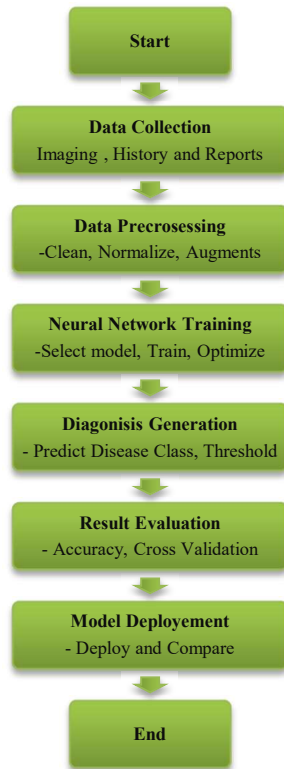 Start
Data Collection
Imaging , History and Reports
Data Precrosessing
-Clean, Normalize, Augments
Neural Network Training
-Select model, Train, Optimize
Diagonisis Generation
- Predict Disease Class, Threshold
Result Evaluation
- Accuracy, Cross Validation
Model Deployement
- Deploy and Compare
End